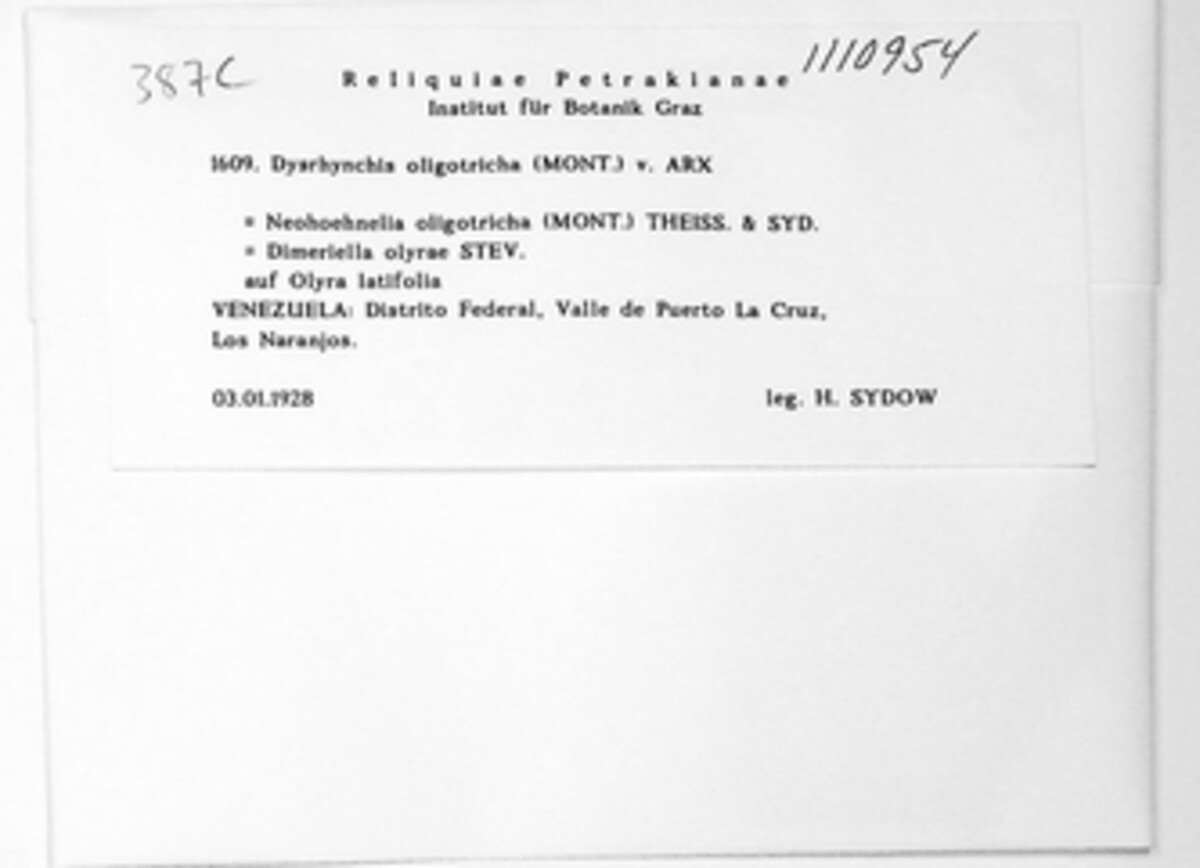 387C
1110954
Reliquiae Petrakianae
Institut für Botanik Graz
1609. Dysrhynchis oligotricha (MONT.) v. ARX
= Neohoehnelia oligotricha (MONT.) THEISS. & SYD.
= Dimeriella olyrae STEV.
auf Olyra latifolia
VENEZUELA: Distrito Federal, Valle de Puerto La Cruz,
Los Naranjos.
03.01.1928 leg. H. SYDOW